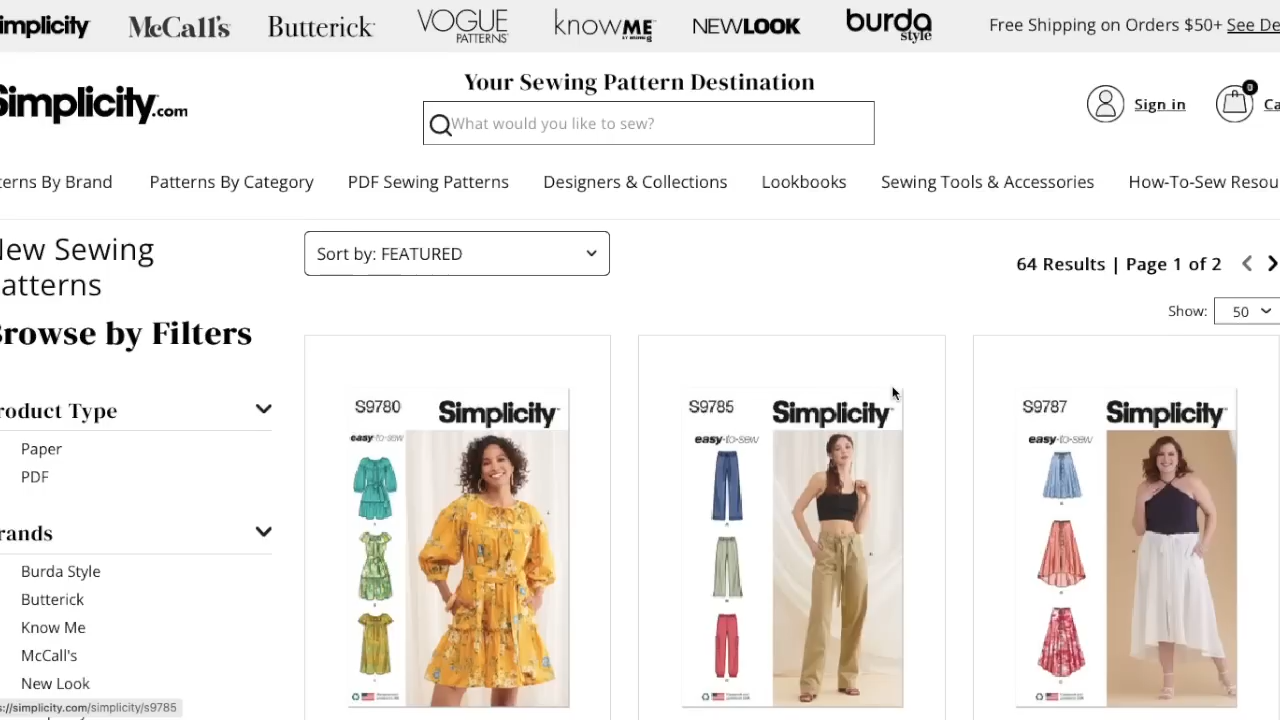 implicity
McCall's
Butterick
VOGUE
PATTERNS
knowME
NEWLOOK
burda
style
Free Shipping on Orders $50+ See De
Simplicity.com
Your Sewing Pattern Destination
What would you like to sew?
Sign in
0
Ca
terns By Brand
Patterns By Category
PDF Sewing Patterns
Designers & Collections
Lookbooks
Sewing Tools & Accessories
How-To-Sew Resou
New Sewing
atterns
Browse by Filters
Sort by: FEATURED
64 Results | Page 1 of 2
Show: 50
roduct Type
Paper
PDF
rands
Burda Style
Butterick
Know Me
McCall's
New Look
S9780
Simplicity
easy-to-sew
S9785
Simplicity
easy-to-sew
S9787
Simplicity
easy-to-sew
s://simplicity.com/simplicity/s9785